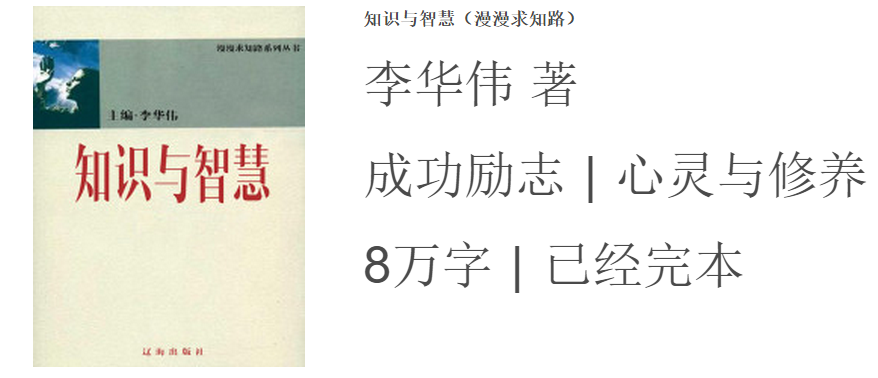 漫漫求知路系列丛书
主编·李华伟
知识与智慧
辽海出版社
知识与智慧（漫漫求知路）
李华伟 著
成功励志 | 心灵与修养
8万字 | 已经完本